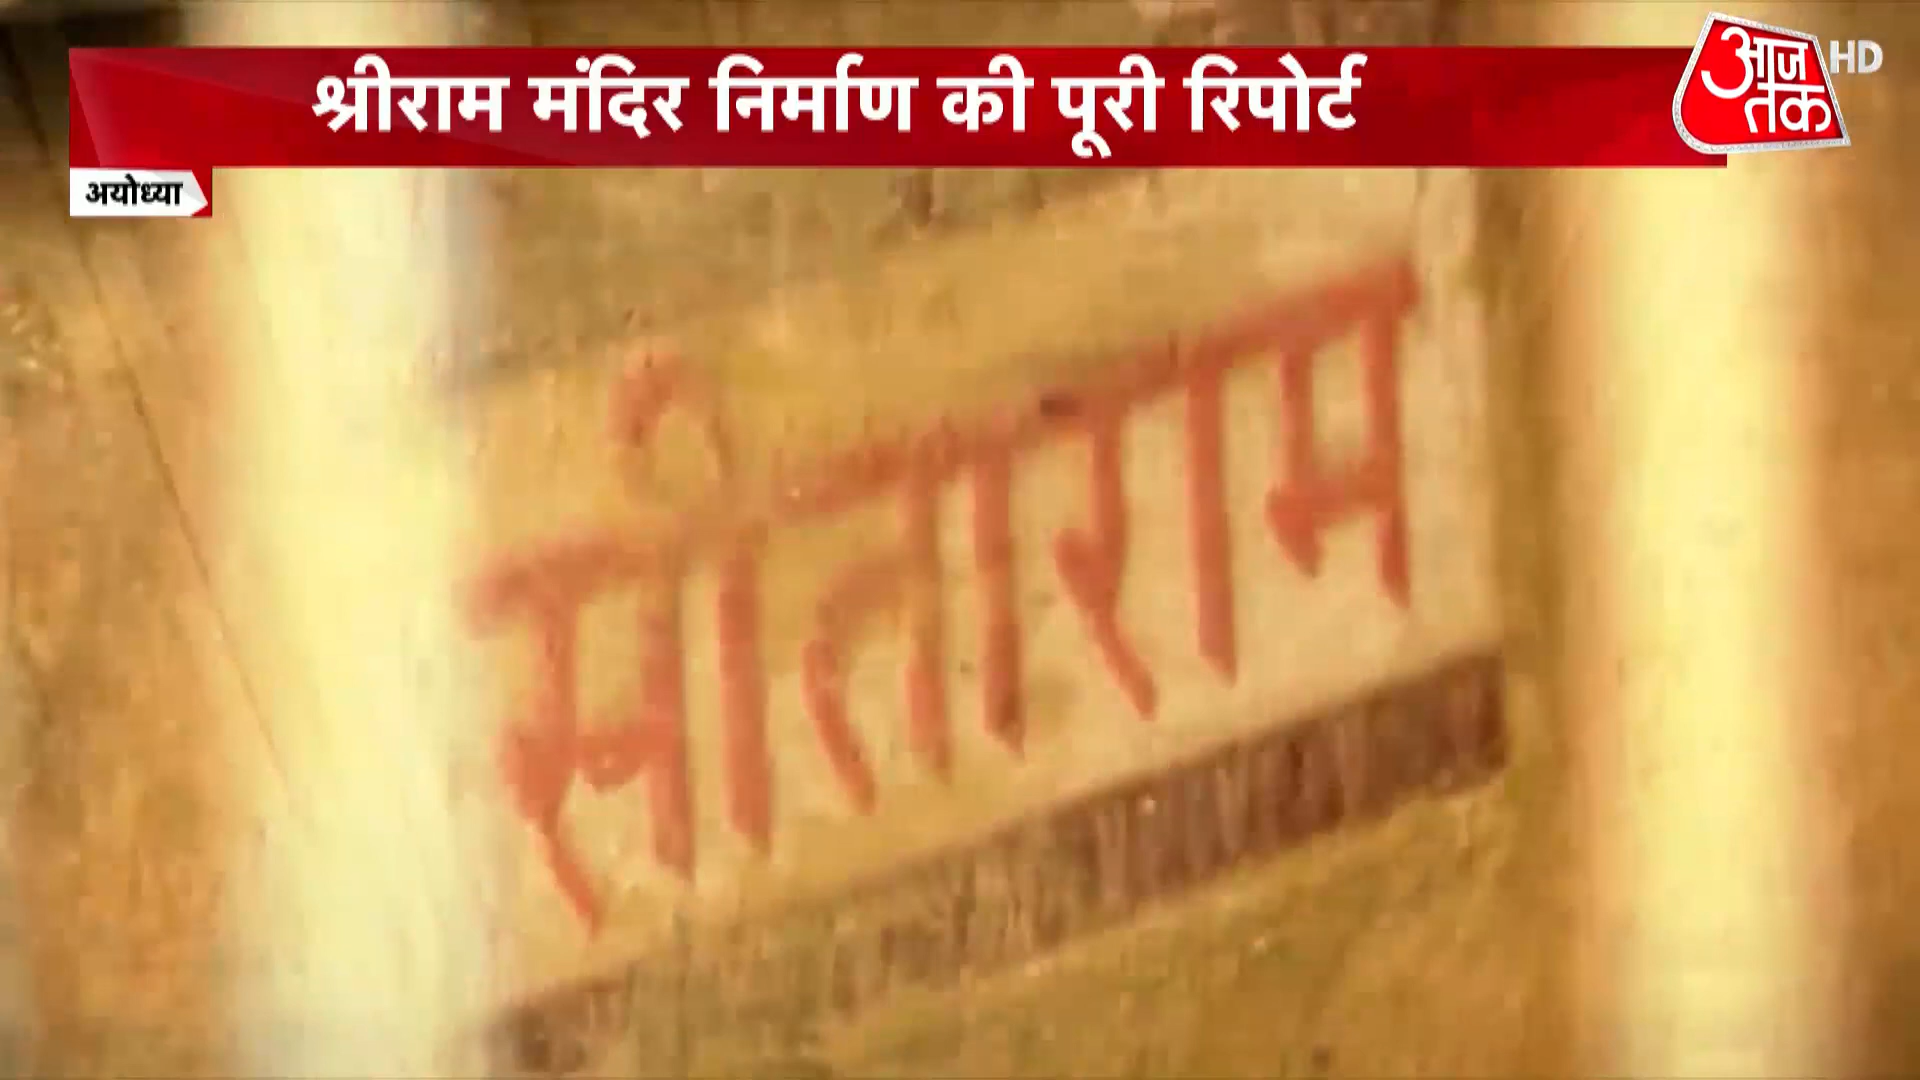 श्रीराम मंदिर निर्माण की पूरी रिपोर्ट
आज
तक
HD
अयोध्या
सीताराम